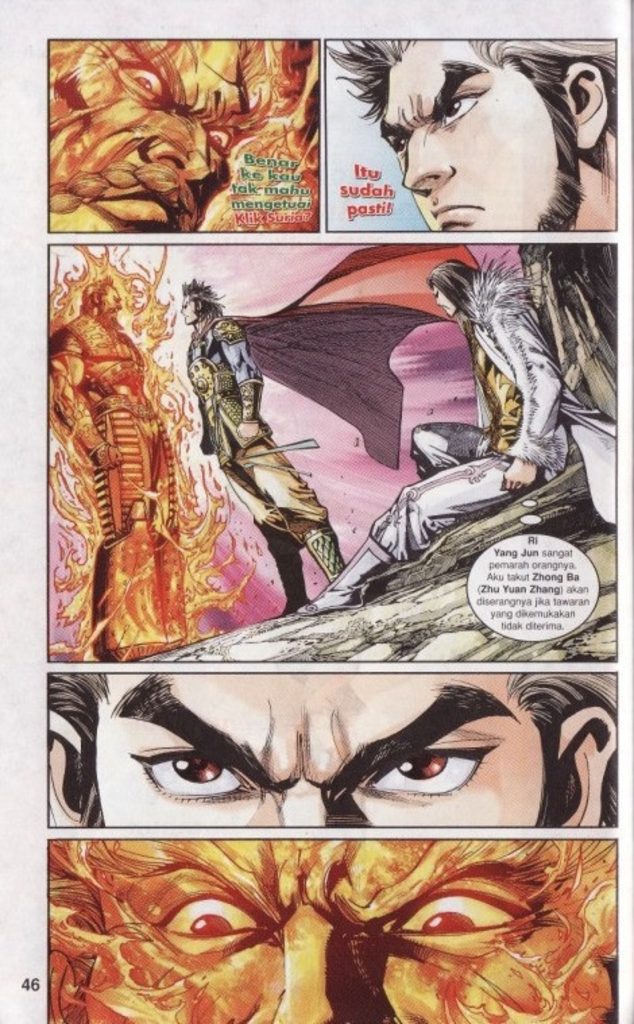 Benar
ke kau
tak mahu
mengetuai
Klik Suria?
Itu
sudah
pasti!
Ri
Yang Jun sangat
pemarah orangnya.
Aku takut Zhong Ba
(Zhu Yuan Zhang) akan
diserangnya jika tawaran
yang dikemukakan
tidak diterima.
46